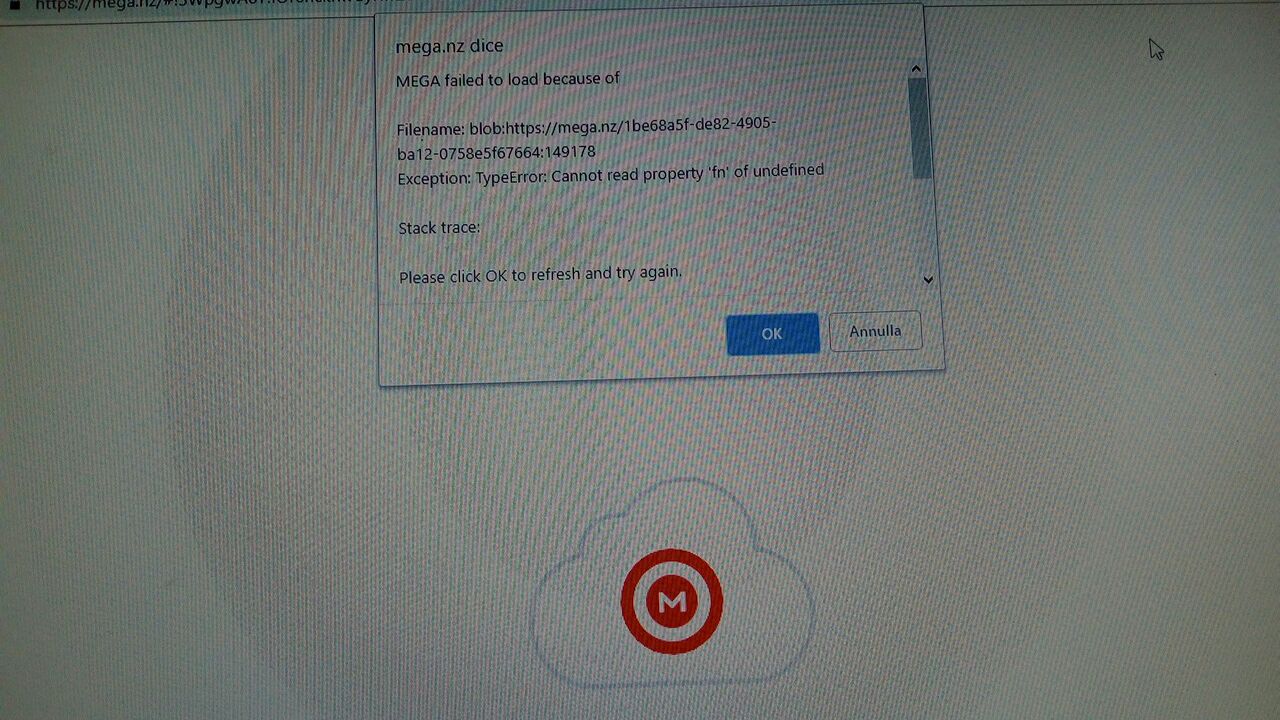 https://mega.nz/#!
mega.nz dice
MEGA failed to load because of
Filename: blob:https://mega.nz/1be68a5f-de82-4905-
ba12-0758e5f67664:149178
Exception: TypeError: Cannot read property 'fn' of undefined
Stack trace:
Please click OK to refresh and try again.
OK
Annulla
M